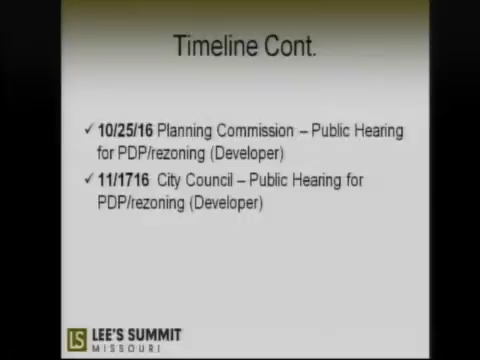 Timeline Cont.
✓ 10/25/16 Planning Commission – Public Hearing
for PDP/rezoning (Developer)
✓ 11/1716 City Council – Public Hearing for
PDP/rezoning (Developer)
LS LEE'S SUMMIT
MISSOURI